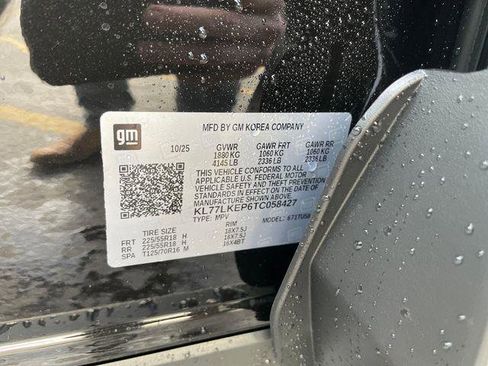 gm
MFD BY GM KOREA COMPANY
10/25 GVWR GAWR FRT GAWR RR
1880 KG 1060 KG 1060 KG
4145 LB 2336 LB 2336 LB
THIS VEHICLE CONFORMS TO ALL
APPLICABLE U.S. FEDERAL MOTOR
VEHICLE SAFETY AND
STANDARDS IN EFFECT ON THE DATE OF
MANUFACTURE SHOWN ABOVE.
KL77LKEP6TC058427
TYPE: MPV
TIRE SIZE RIM
FRT 225/55R18 H 18X7.5J
RR 225/55R18 H 18X7.5J
SPA T125/70R16 M 16X4BT